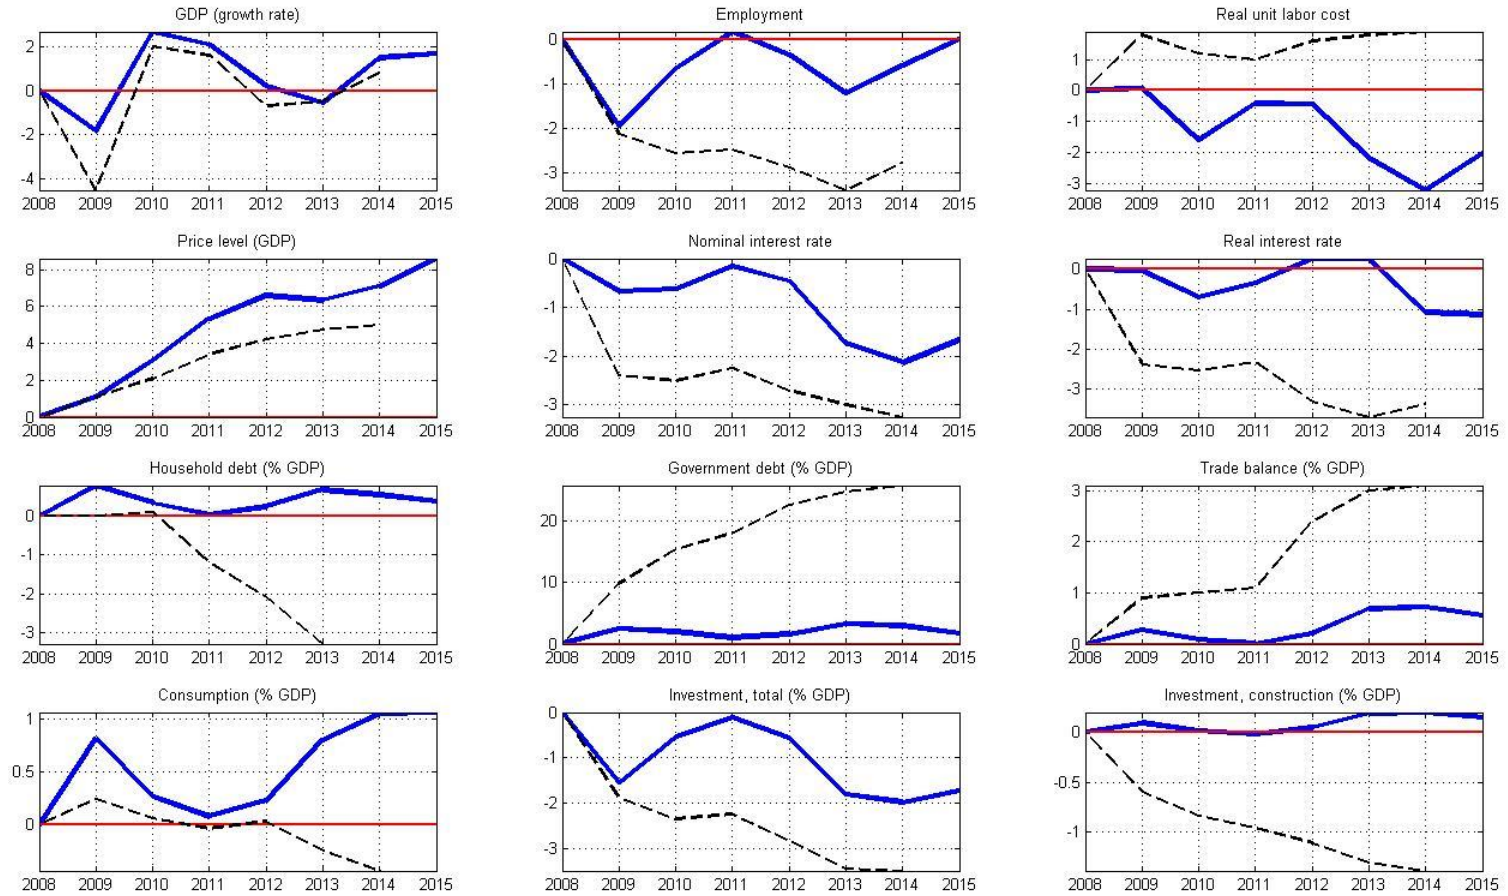 GDP (growth rate)
2
0
-2
-4
2008 2009 2010 2011 2012 2013 2014 2015
Employment
0
-1
-2
-3
2008 2009 2010 2011 2012 2013 2014 2015
Real unit labor cost
1
0
-1
-2
-3
2008 2009 2010 2011 2012 2013 2014 2015
Price level (GDP)
8
6
4
2
0
2008 2009 2010 2011 2012 2013 2014 2015
Nominal interest rate
0
-1
-2
-3
2008 2009 2010 2011 2012 2013 2014 2015
Real interest rate
0
-1
-2
-3
2008 2009 2010 2011 2012 2013 2014 2015
Household debt (% GDP)
0
-1
-2
-3
2008 2009 2010 2011 2012 2013 2014 2015
Government debt (% GDP)
20
10
0
2008 2009 2010 2011 2012 2013 2014 2015
Trade balance (% GDP)
3
2
1
0
2008 2009 2010 2011 2012 2013 2014 2015
Consumption (% GDP)
1
0.5
0
2008 2009 2010 2011 2012 2013 2014 2015
Investment, total (% GDP)
0
-1
-2
-3
2008 2009 2010 2011 2012 2013 2014 2015
Investment, construction (% GDP)
0
-0.5
-1
2008 2009 2010 2011 2012 2013 2014 2015